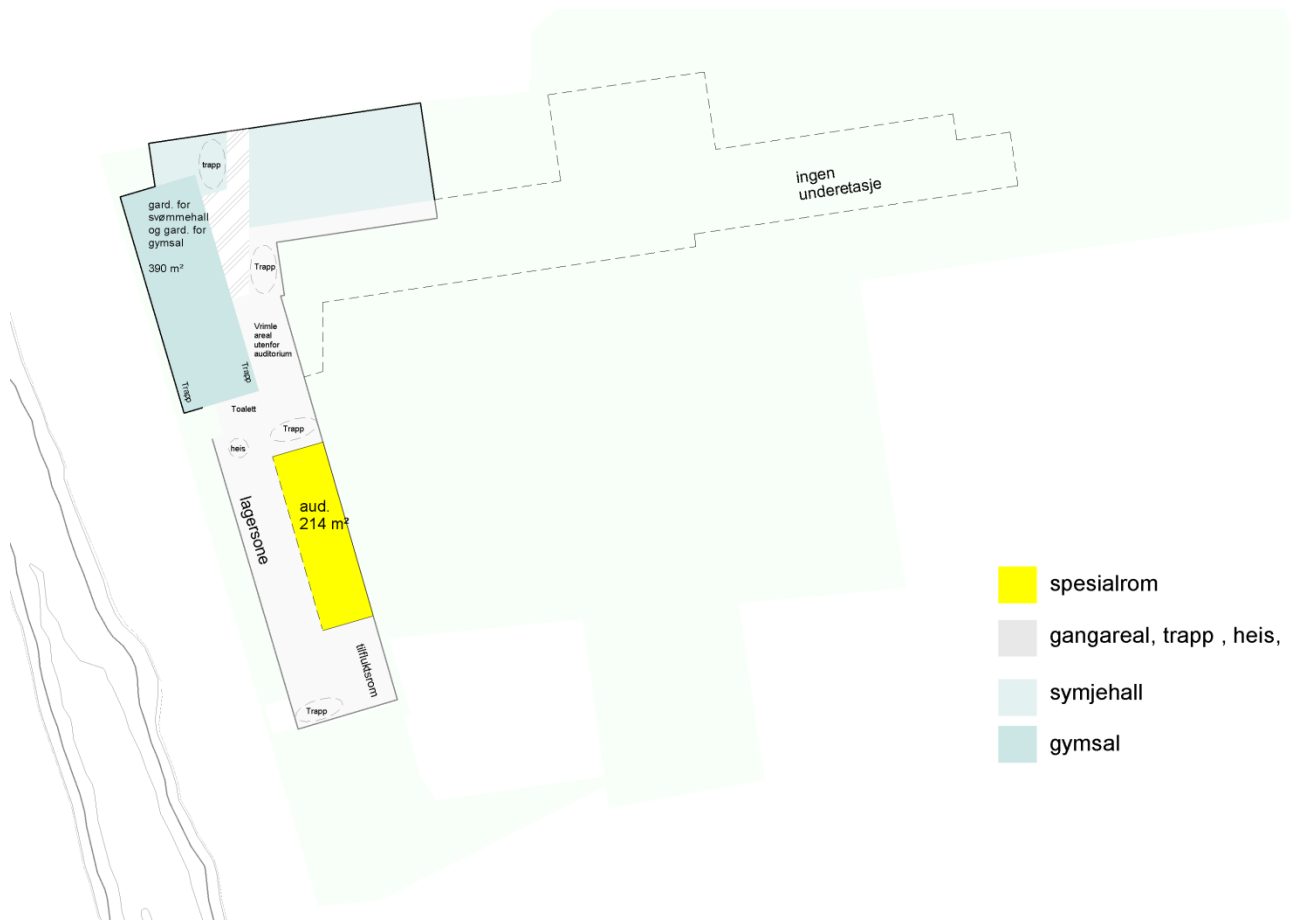 trapp
gard. for
svømmehall
og gard. for
gymsal
390 m²
ingen
underetasje
Trapp
Vrimle
areal
utenfor
auditorium
Trapp
Trapp
Toalett
Trapp
heis
lagersone
aud.
214 m²
tilfluktsrom
Trapp
spesialrom
gangareal, trapp , heis,
symjehall
gymsal